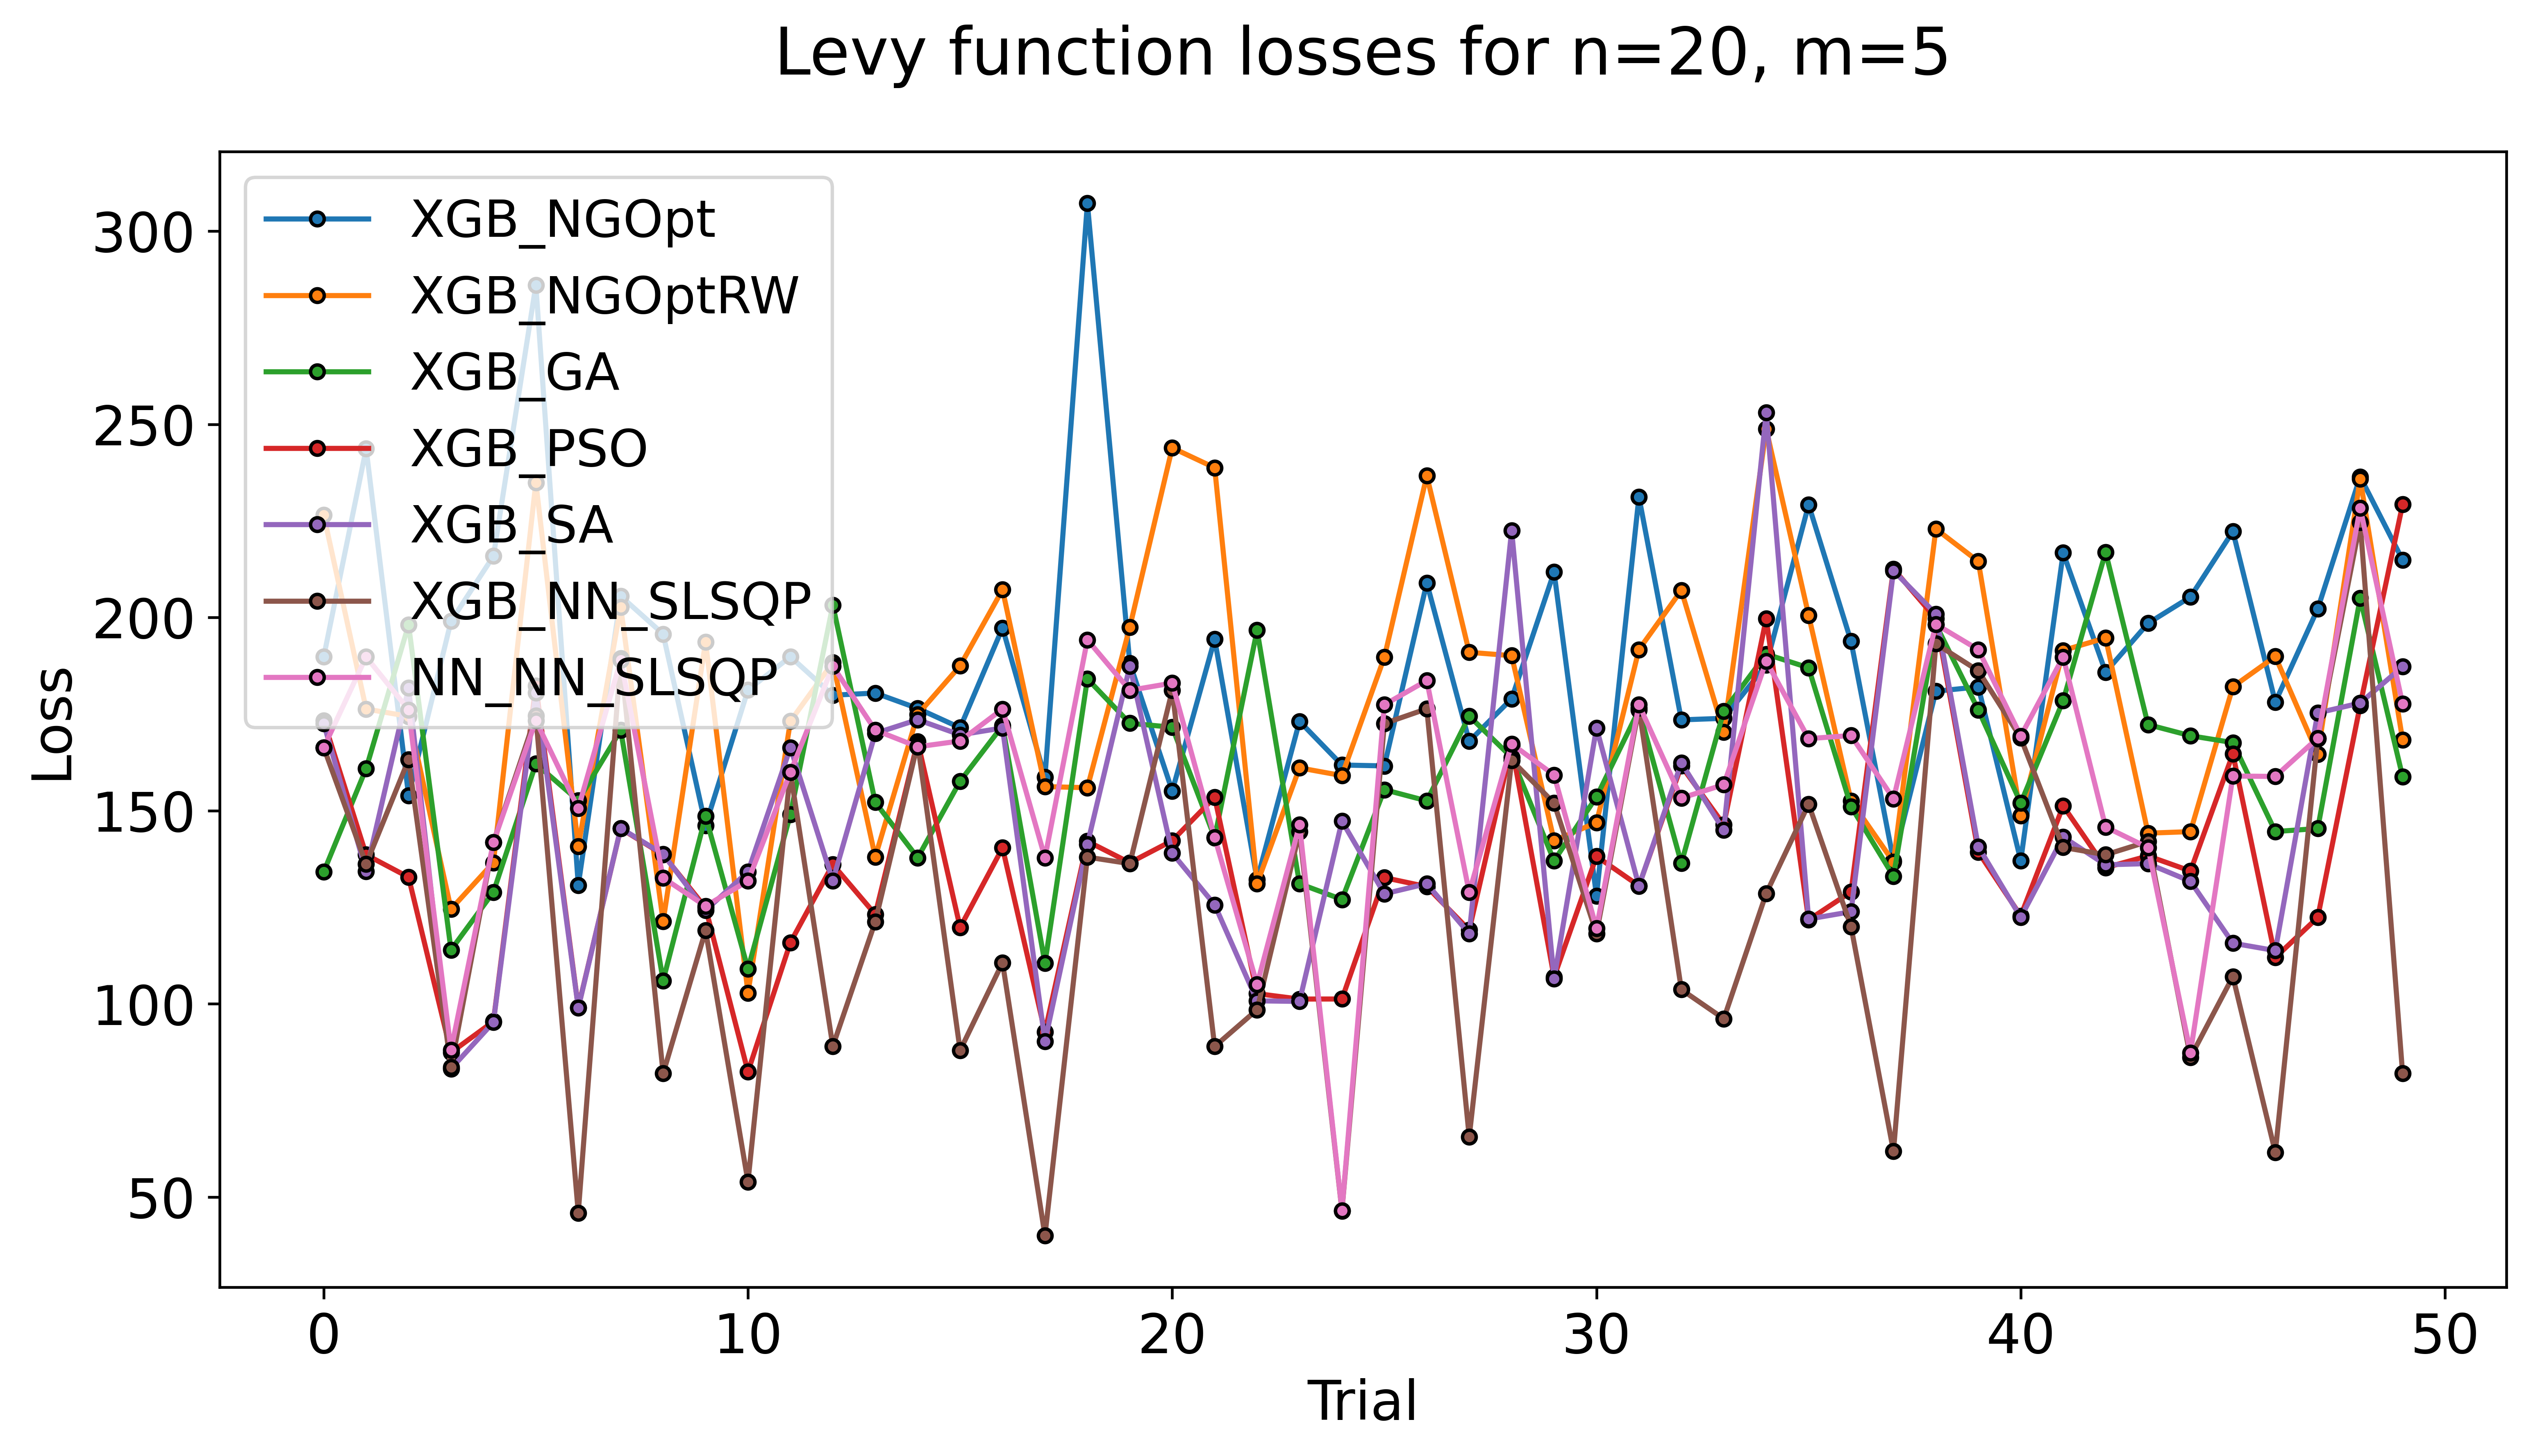 Levy function losses for n=20, m=5
XGB_NGOpt
XGB_NGOptRW
XGB_GA
XGB_PSO
XGB_SA
XGB_NN_SLSQP
NN_NN_SLSQP
300
250
200
150
100
50
Loss
0 10 20 30 40 50
Trial